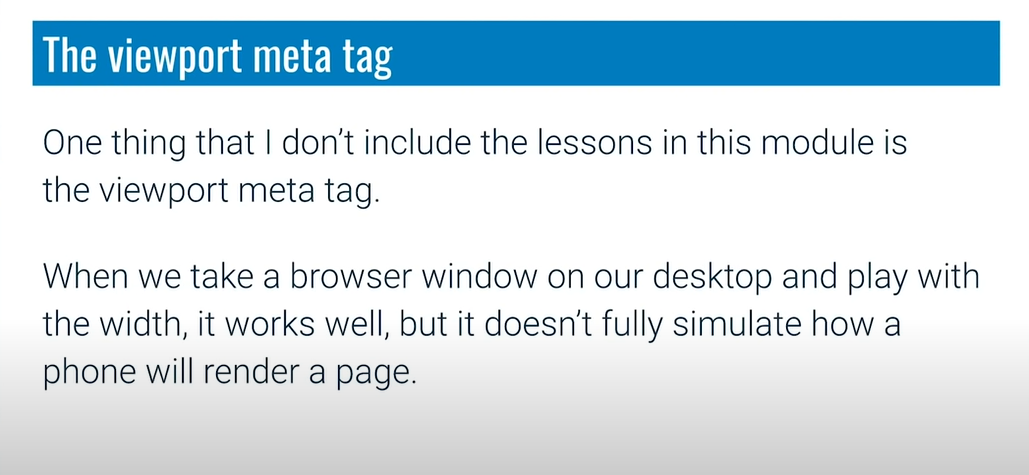 The viewport meta tag
One thing that I don’t include the lessons in this module is
the viewport meta tag.
When we take a browser window on our desktop and play with
the width, it works well, but it doesn’t fully simulate how a
phone will render a page.